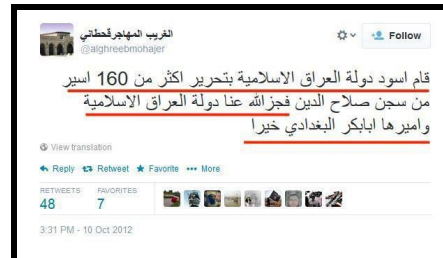 الغريب المهاجرقحطاني
@alghreebmohajer
Follow
قام اسود دولة العراق الاسلامية بتحرير اكثر من 160 اسير
من سجن صلاح الدين فجزالله عنا دولة العراق الاسلامية
واميرها ابابكر البغدادي خيرا
View translation
Reply Retweet Favorite More
RETWEETS FAVORITES
48 7
3:31 PM - 10 Oct 2012